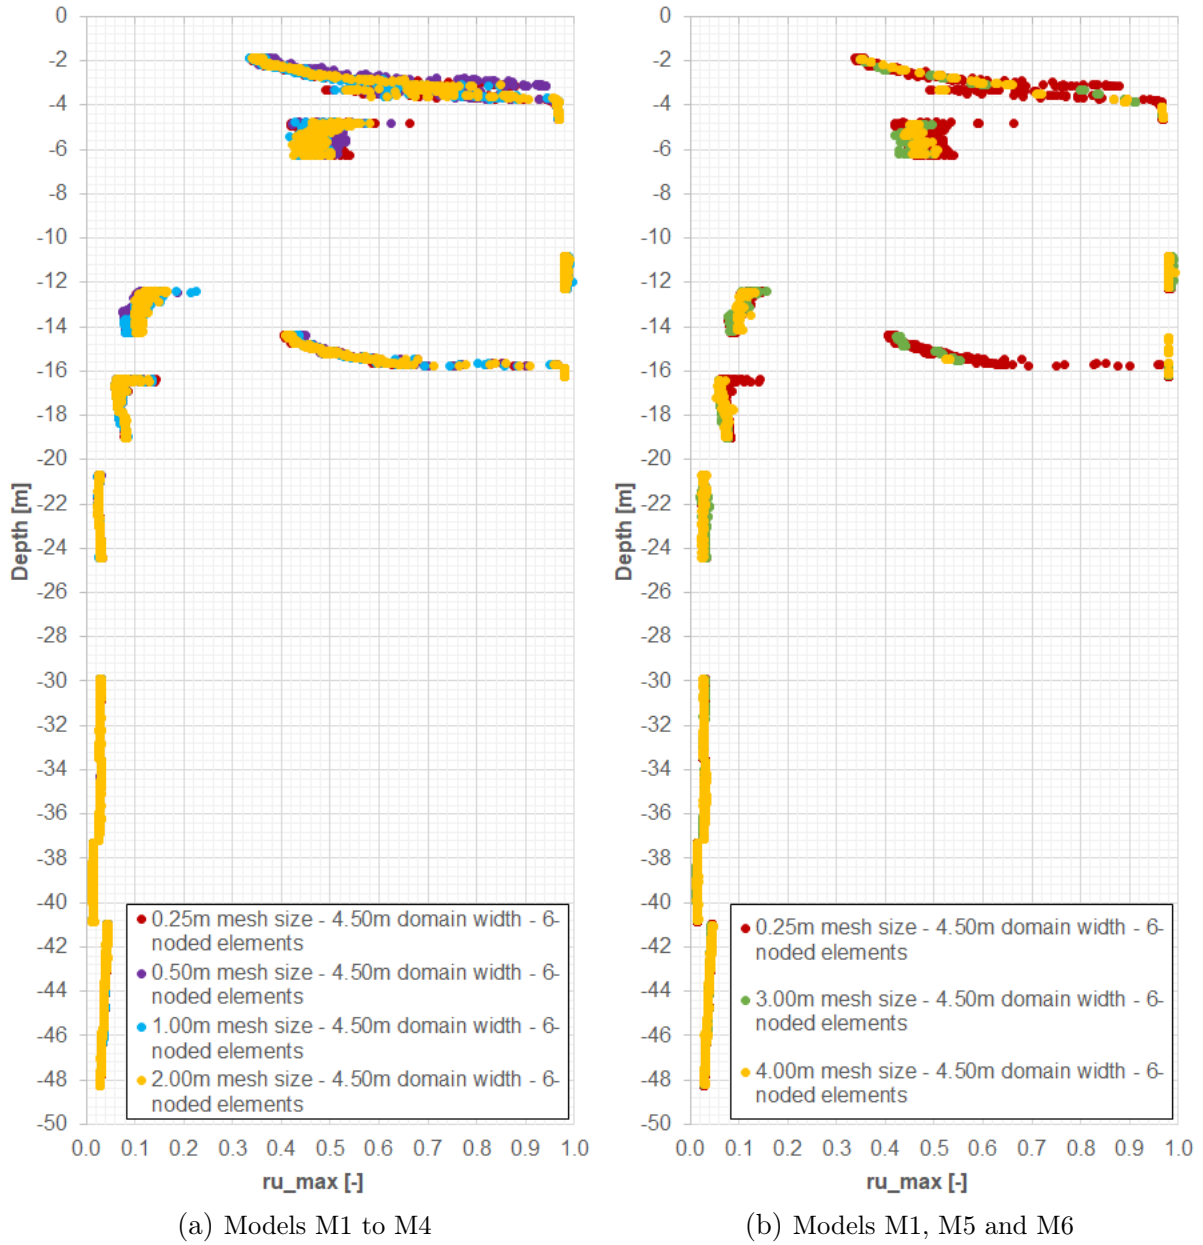 0
-2
-4
-6
-8
-10
-12
-14
-16
-18
-20
-22
-24
-26
-28
-30
-32
-34
-36
-38
-40
-42
-44
-46
-48
-50
Depth [m]
0.25m mesh size - 4.50m domain width - 6-
noded elements
0.50m mesh size - 4.50m domain width - 6-
noded elements
1.00m mesh size - 4.50m domain width - 6-
noded elements
2.00m mesh size - 4.50m domain width - 6-
noded elements
0.0 0.1 0.2 0.3 0.4 0.5 0.6 0.7 0.8 0.9 1.0
ru_max [-]
(a) Models M1 to M4
0
-2
-4
-6
-8
-10
-12
-14
-16
-18
-20
-22
-24
-26
-28
-30
-32
-34
-36
-38
-40
-42
-44
-46
-48
-50
Depth [m]
0.25m mesh size - 4.50m domain width - 6-
noded elements
3.00m mesh size - 4.50m domain width - 6-
noded elements
4.00m mesh size - 4.50m domain width - 6-
noded elements
0.0 0.1 0.2 0.3 0.4 0.5 0.6 0.7 0.8 0.9 1.0
ru_max [-]
(b) Models M1, M5 and M6